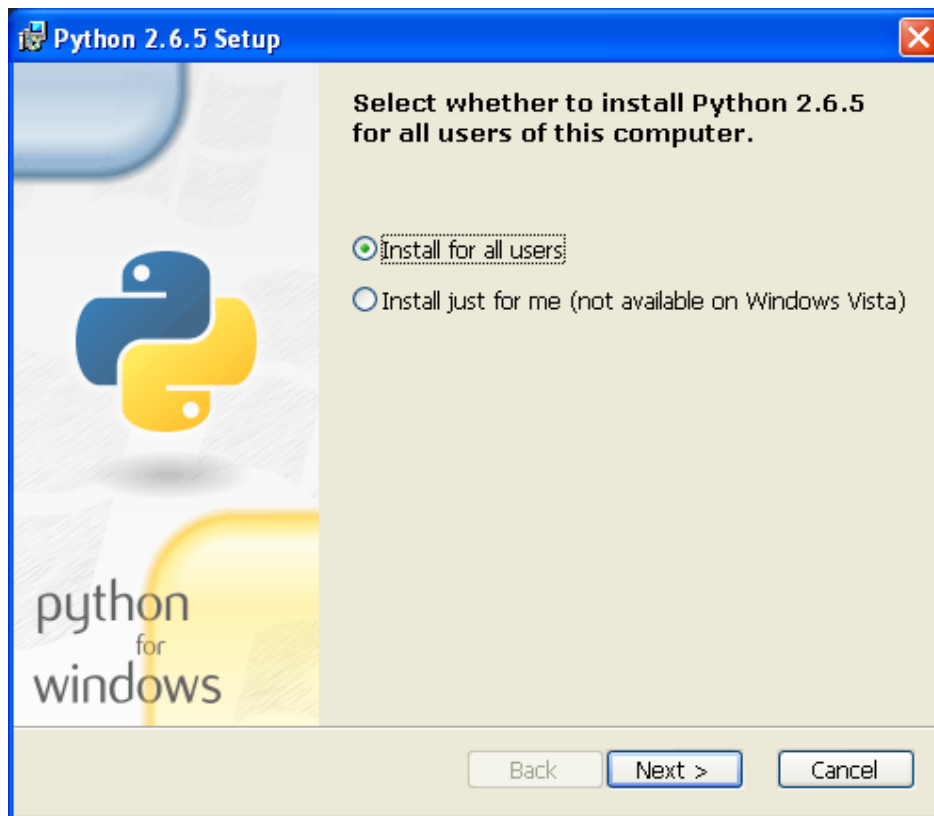 Python 2.6.5 Setup
Select whether to install Python 2.6.5
for all users of this computer.
Install for all users
Install just for me (not available on Windows Vista)
python
for
windows
Back
Next >
Cancel